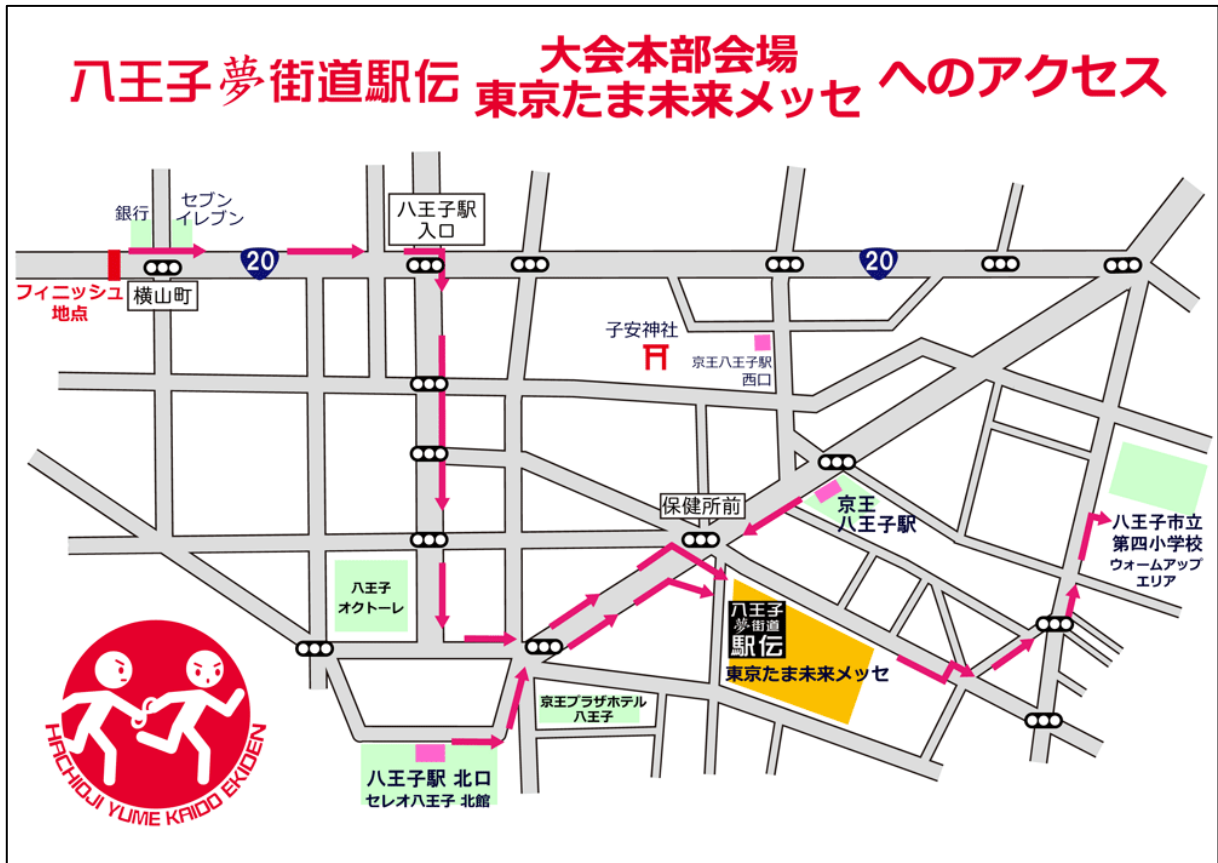 八王子夢街道駅伝
大会本部会場
東京たま未来メッセ
へのアクセス
銀行
セブン
イレブン
八王子駅
入口
20
20
フィニッシュ
地点
横山町
子安神社
京王八王子駅
西口
保健所前
京王
八王子駅
八王子市立
第四小学校
ウォームアップ
エリア
八王子
オクトーレ
八王子
夢街道
駅伝
東京たま未来メッセ
京王プラザホテル
八王子
八王子駅 北口
セレオ八王子 北館
HACHIOJI YUME KAIDO EKIDEN